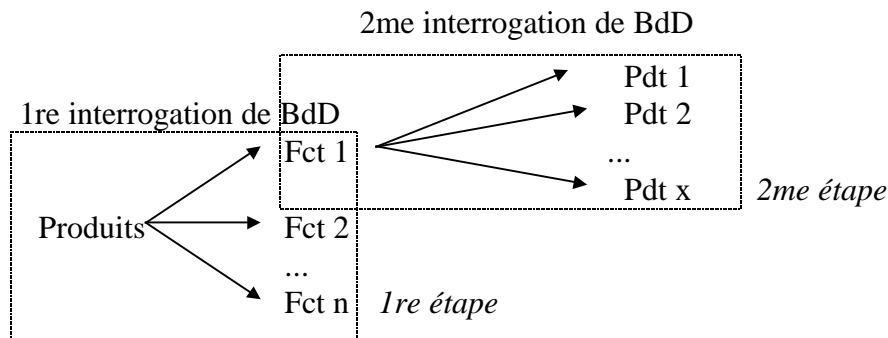 2me interrogation de BdD
Pdt 1
1re interrogation de BdD
Pdt 2
Fct 1
...
Pdt x
2me étape
Produits
Fct 2
...
Fct n
1re étape